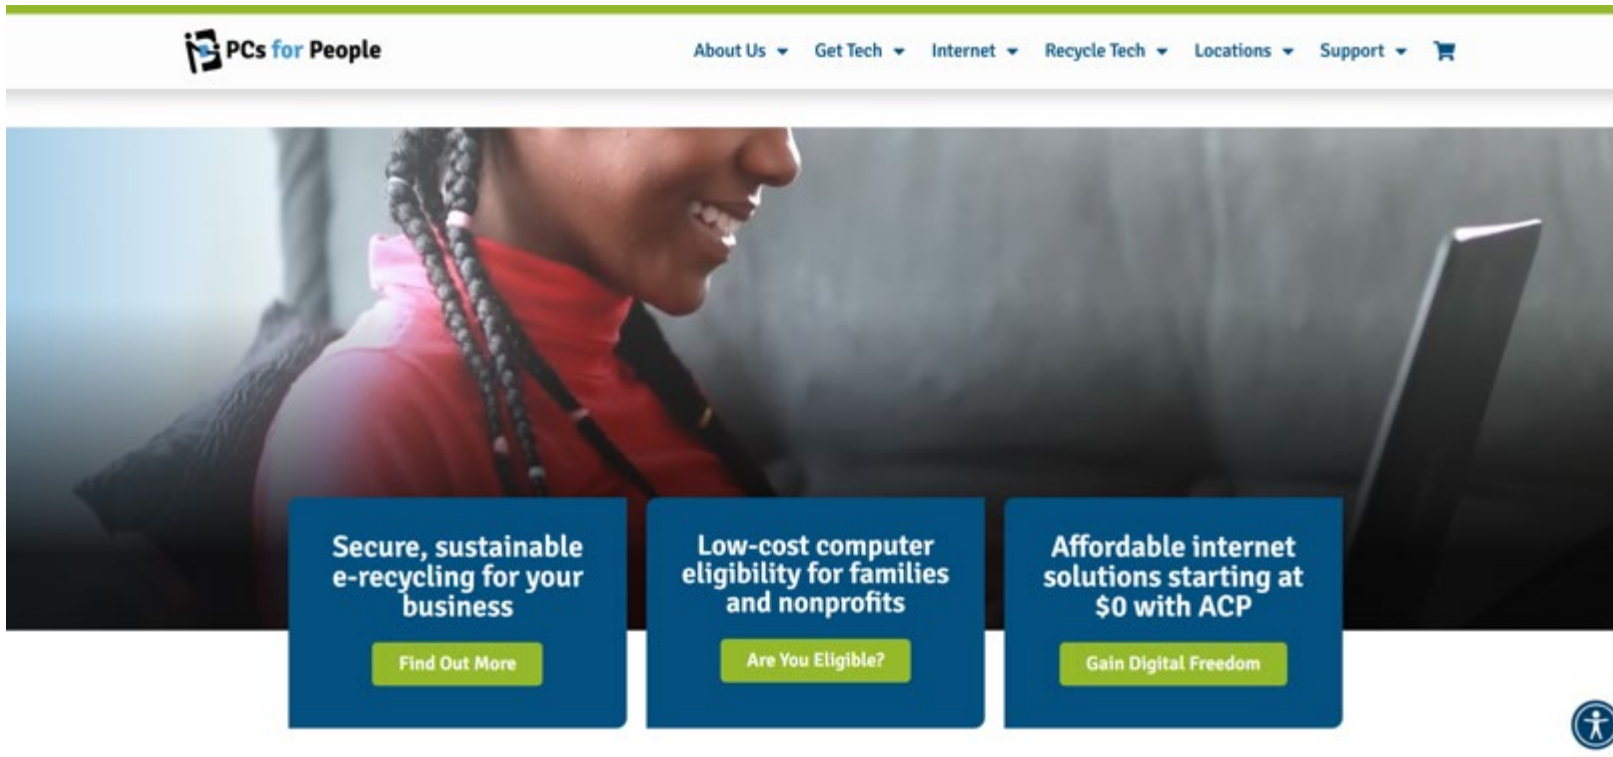 PCs for People
About Us
Get Tech
Internet
Recycle Tech
Locations
Support
Secure, sustainable
e-recycling for your
business
Find Out More
Low-cost computer
eligibility for families
and nonprofits
Are You Eligible?
Affordable internet
solutions starting at
$0 with ACP
Gain Digital Freedom